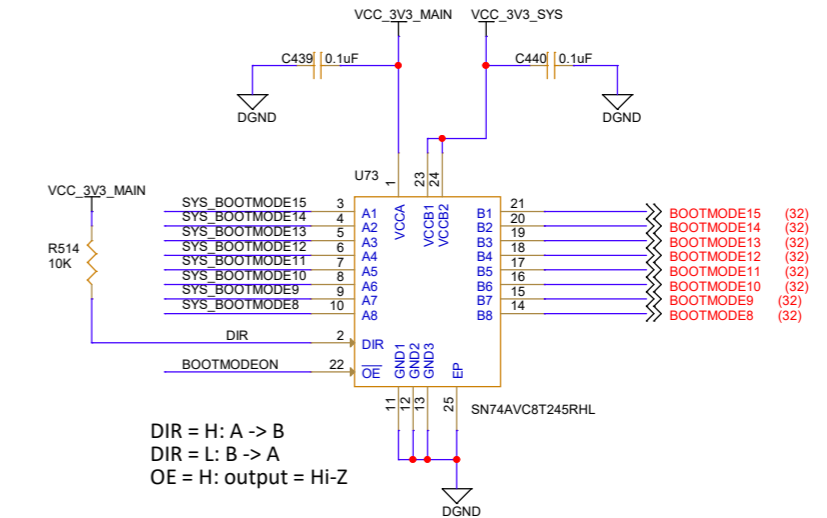 VCC_3V3_MAIN VCC_3V3_SYS
C439 0.1uF C440 0.1uF
DGND DGND
U73
1 23 24
VCC_3V3_MAIN
R514
10K
VCCA VCCB1 VCCB2
SYS_BOOTMODE15 3 A1 B1 21 BOOTMODE15 (32)
SYS_BOOTMODE14 4 A2 B2 20 BOOTMODE14 (32)
SYS_BOOTMODE13 5 A3 B3 19 BOOTMODE13 (32)
SYS_BOOTMODE12 6 A4 B4 18 BOOTMODE12 (32)
SYS_BOOTMODE11 7 A5 B5 17 BOOTMODE11 (32)
SYS_BOOTMODE10 8 A6 B6 16 BOOTMODE10 (32)
SYS_BOOTMODE9 9 A7 B7 15 BOOTMODE9 (32)
SYS_BOOTMODE8 10 A8 B8 14 BOOTMODE8 (32)
DIR 2 DIR
BOOTMODEON 22 OE
GND1 GND2 GND3 EP
11 12 13 25
SN74AVC8T245RHL
DIR = H: A -> B
DIR = L: B -> A
OE = H: output = Hi-Z
DGND